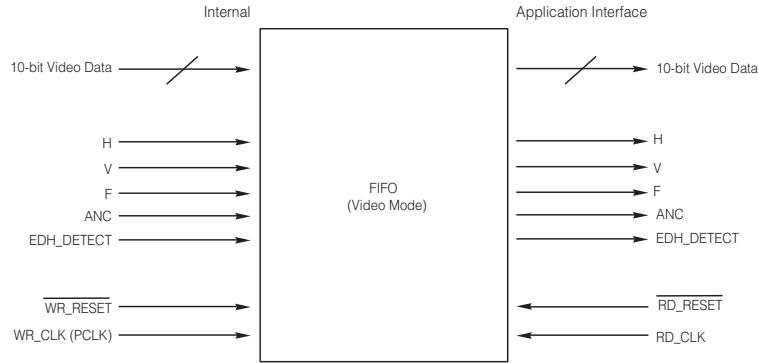 Internal
Application Interface
10-bit Video Data
10-bit Video Data
H
H
V
V
F
F
ANC
ANC
EDH_DETECT
EDH_DETECT
FIFO
(Video Mode)
WR_RESET
RD_RESET
WR_CLK (PCLK)
RD_CLK